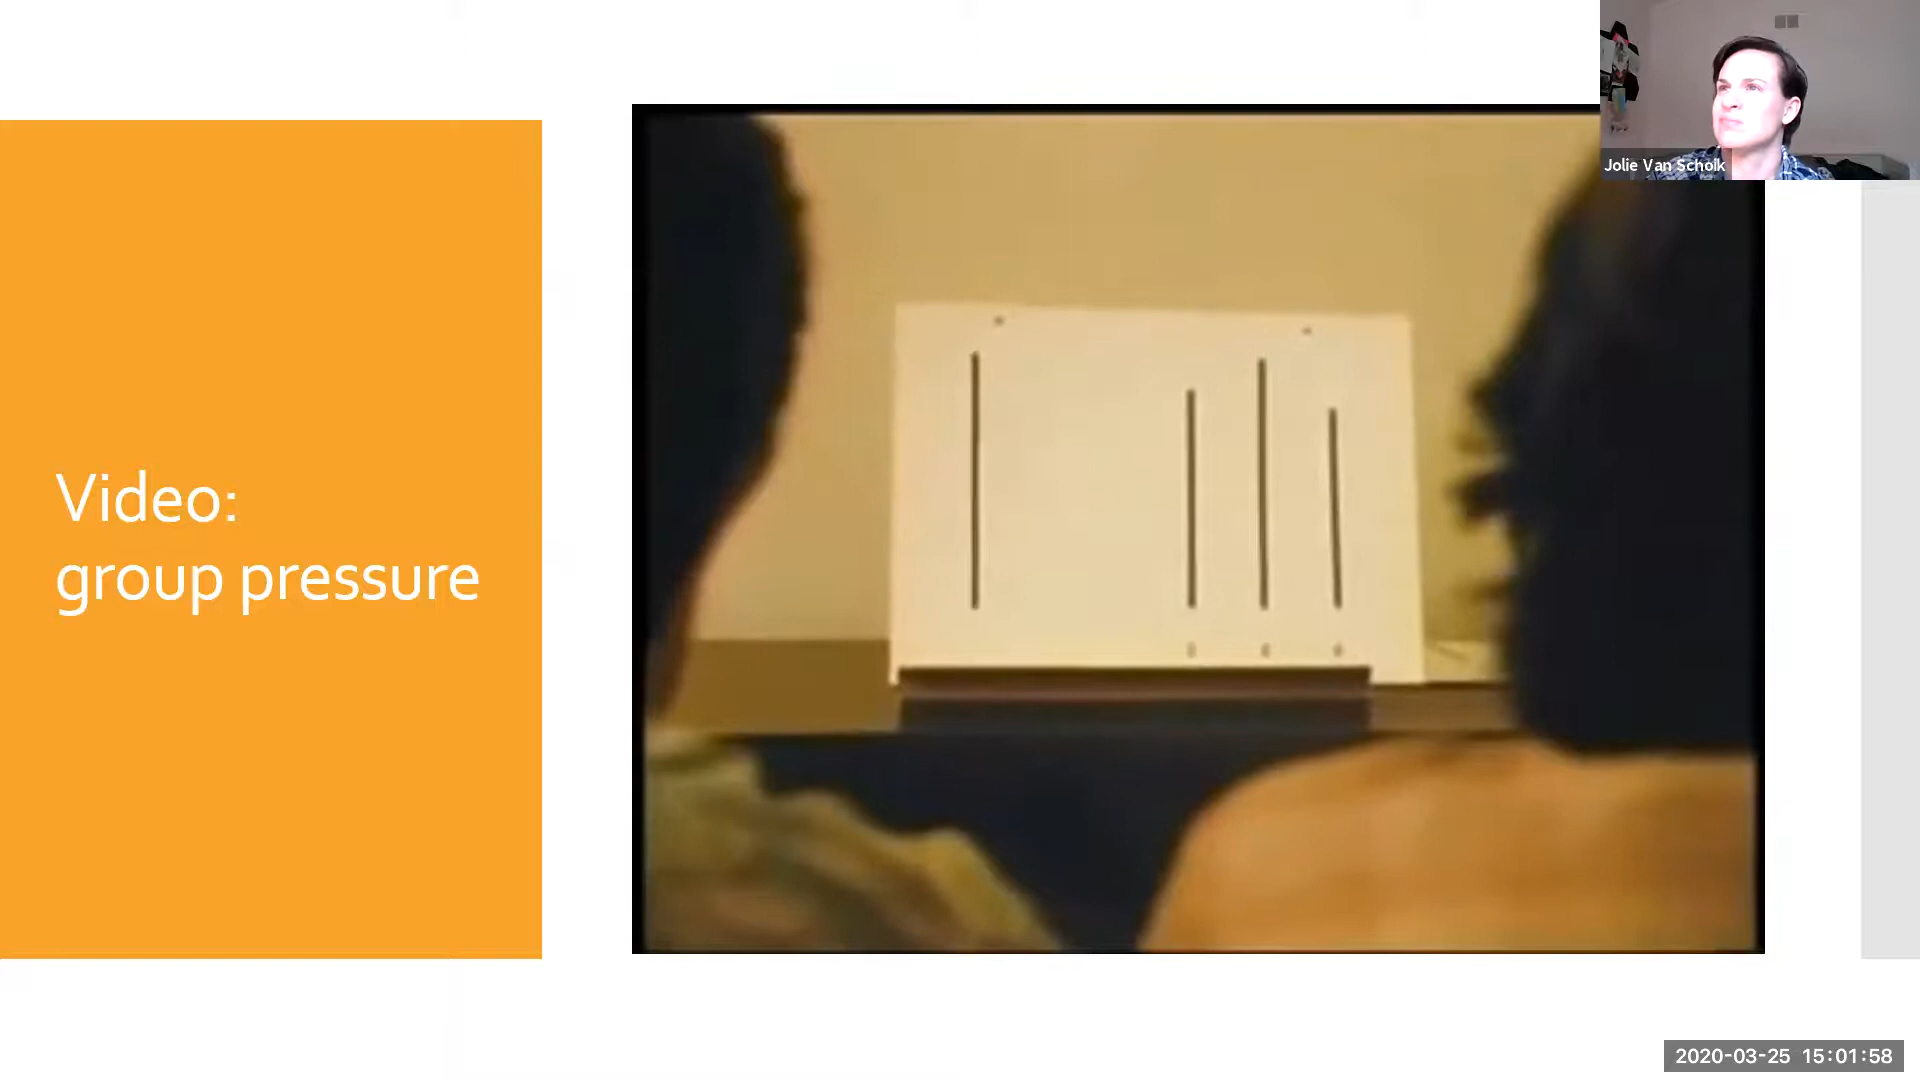 Jolie Van Scholk
Video:
group pressure
2020-03-25 15:01:58